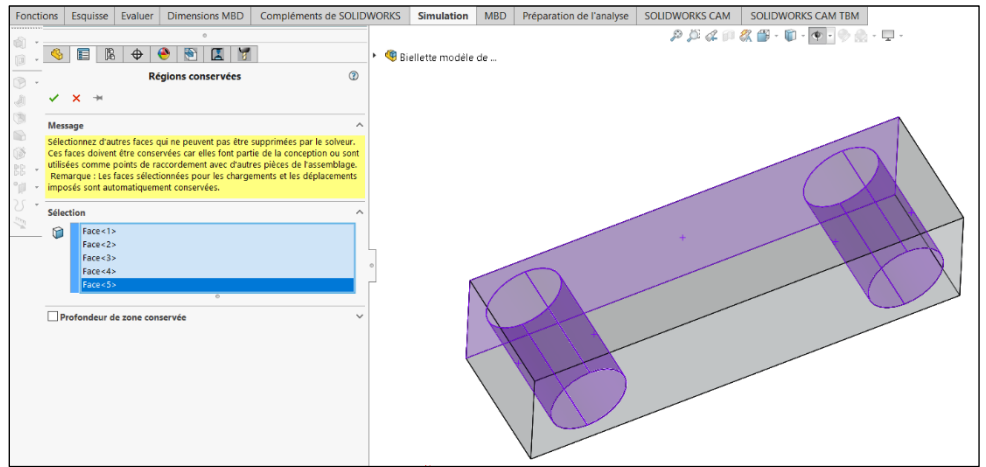 Fonctions Esquisse Evaluer Dimensions MBD Compléments de SOLIDWORKS Simulation MBD Préparation de l'analyse SOLIDWORKS CAM SOLIDWORKS CAM TBM
Biellette modéle de ...
Régions conservées
Message
Sélectionnez d'autres faces qui ne peuvent pas être supprimées par le solveur.
Ces faces doivent être conservées car elles font partie de la conception ou sont
utilisées comme points de raccordement avec d'autres pièces de l'assemblage.
Remarque : Les faces sélectionnées pour les chargements et les déplacements
imposés sont automatiquement conservées.
Sélection
Face<1>
Face<2>
Face<3>
Face<4>
Face<5>
Profondeur de zone conservée